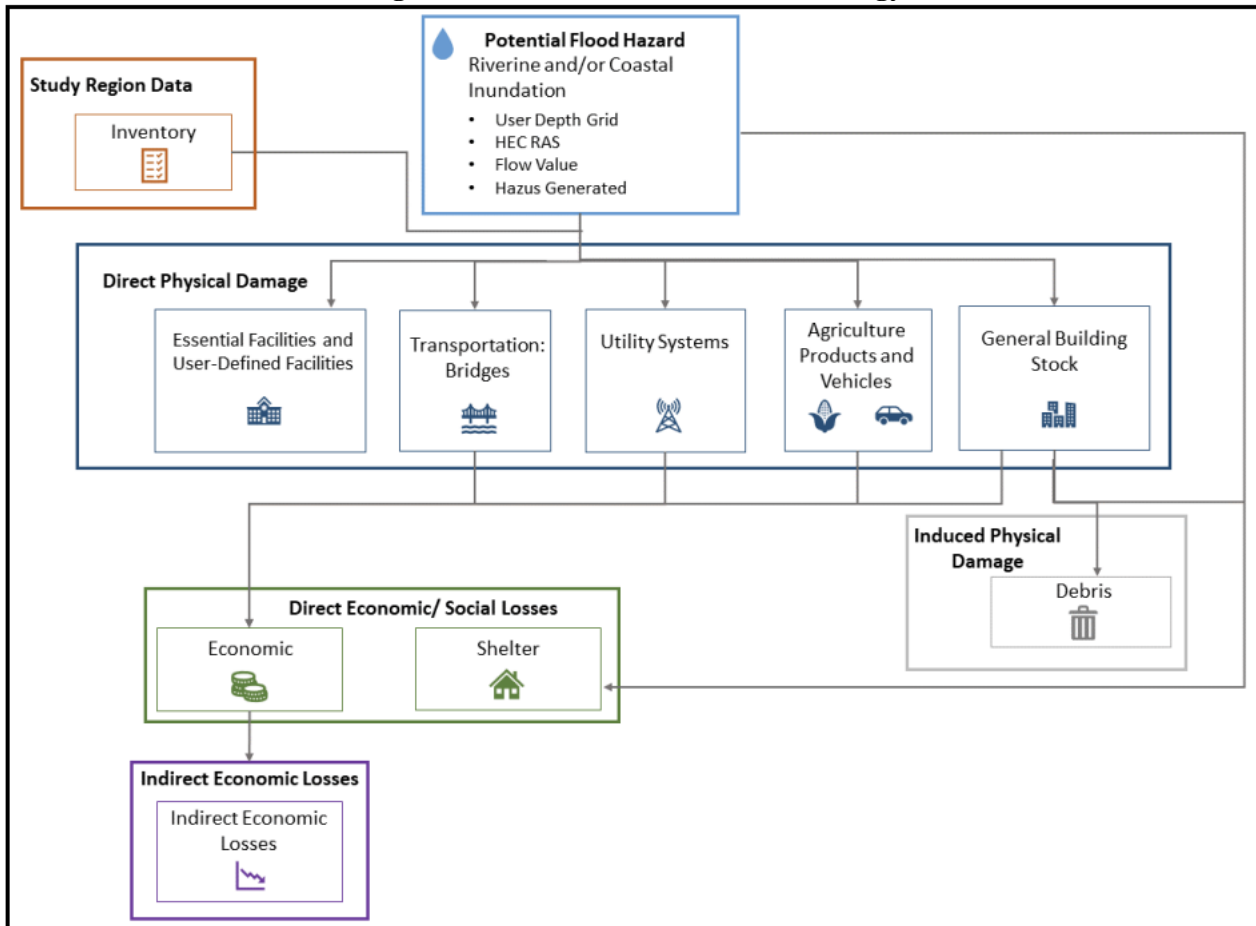 Potential Flood Hazard
Riverine and/or Coastal
Inundation
• User Depth Grid
• HEC RAS
• Flow Value
• Hazus Generated
Study Region Data
Inventory
Direct Physical Damage
Essential Facilities and
User-Defined Facilities
Transportation:
Bridges
Utility Systems
Agriculture
Products and
Vehicles
General Building
Stock
Induced Physical
Damage
Debris
Direct Economic/ Social Losses
Economic
Shelter
Indirect Economic Losses
Indirect Economic
Losses